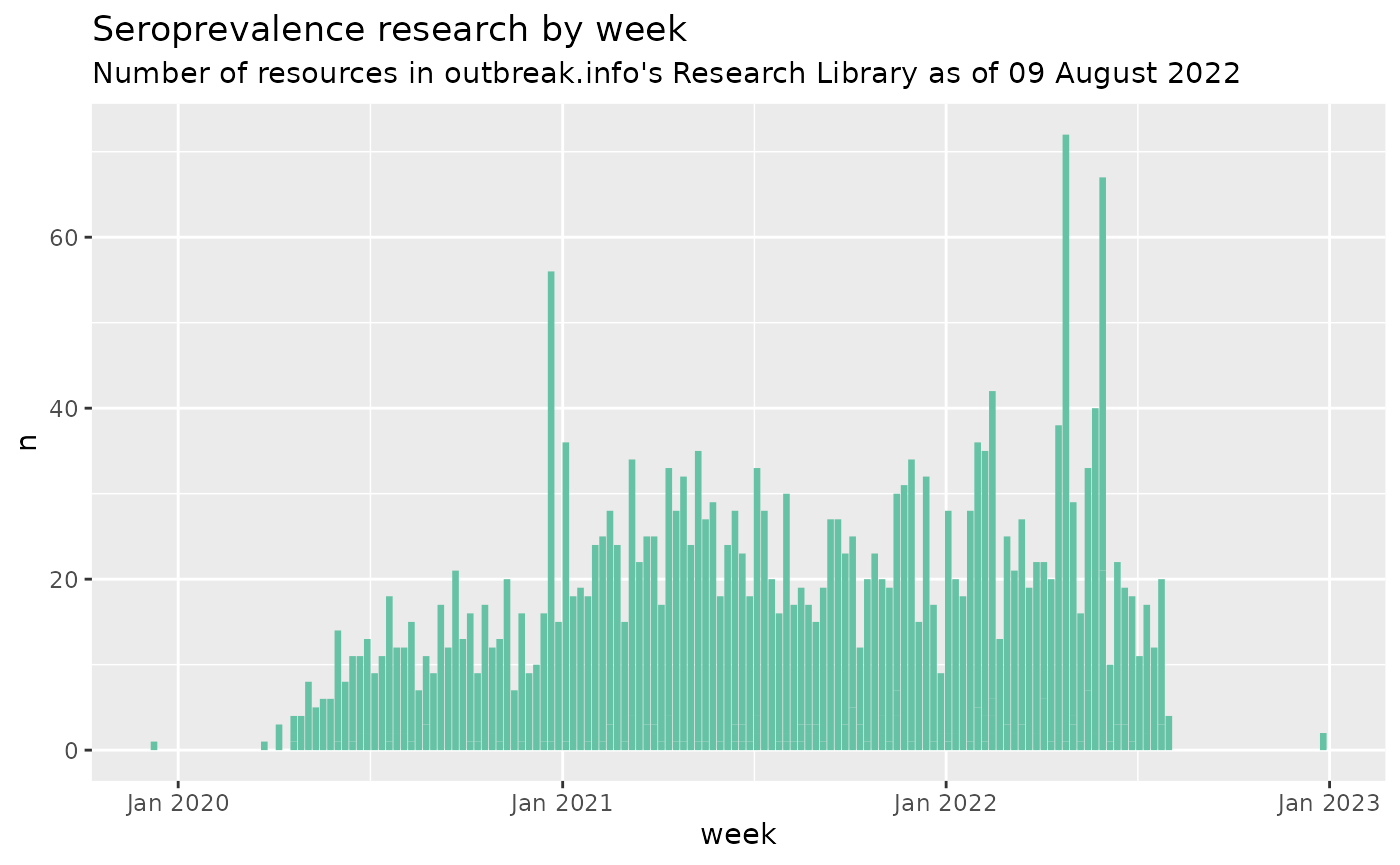 Seroprevalence research by week
Number of resources in outbreak.info's Research Library as of 09 August 2022
n
60
40
20
0
Jan 2020
Jan 2021
Jan 2022
Jan 2023
week